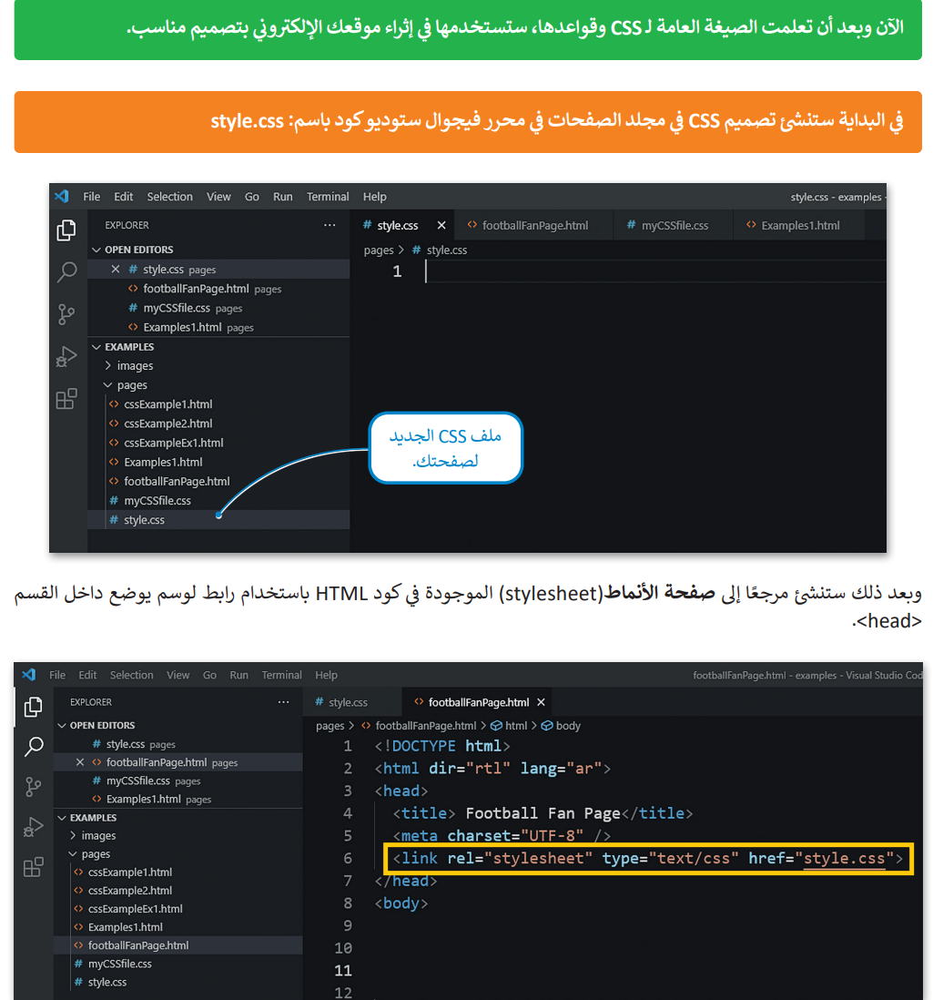 الآن وبعد أن تعلمت الصيغة العامة لـ CSS وقواعدها، ستستخدمها في إثراء موقعك الإلكتروني بتصميم مناسب.
في البداية ستنشئ تصميم CSS في مجلد الصفحات في محرر فيجوال ستوديو كود باسم: style.css
File Edit Selection View Go Run Terminal Help style.css - examples -
EXPLORER ...
OPEN EDITORS
style.css pages
footballFanPage.html pages
myCSSfile.css pages
Examples1.html pages
EXAMPLES
images
pages
cssExample1.html
cssExample2.html
cssExampleEx1.html
Examples1.html
footballFanPage.html
myCSSfile.css
style.css
# style.css × <> footballFanPage.html # myCSSfile.css <> Examples1.html
pages > # style.css
1
ملف CSS الجديد
لصفحتك.
وبعد ذلك ستنشئ مرجعًا إلى صفحة الأنماط(stylesheet) الموجودة في كود HTML باستخدام رابط لوسم يوضع داخل القسم
<head>.
File Edit Selection View Go Run Terminal Help footballFanPage.html - examples - Visual Studio Cod
EXPLORER ...
OPEN EDITORS
# style.css pages
× <> footballFanPage.html pages
# myCSSfile.css pages
<> Examples1.html pages
EXAMPLES
images
pages
<> cssExample1.html
<> cssExample2.html
<> cssExampleEx1.html
<> Examples1.html
<> footballFanPage.html
# myCSSfile.css
# style.css
# style.css <> footballFanPage.html ×
pages > <> footballFanPage.html > html > body
1 <!DOCTYPE html>
2 <html dir="rtl" lang="ar">
3 <head>
4 <title> Football Fan Page</title>
5 <meta charset="UTF-8" />
6 <link rel="stylesheet" type="text/css" href="style.css">
7 </head>
8 <body>
9
10
11
12